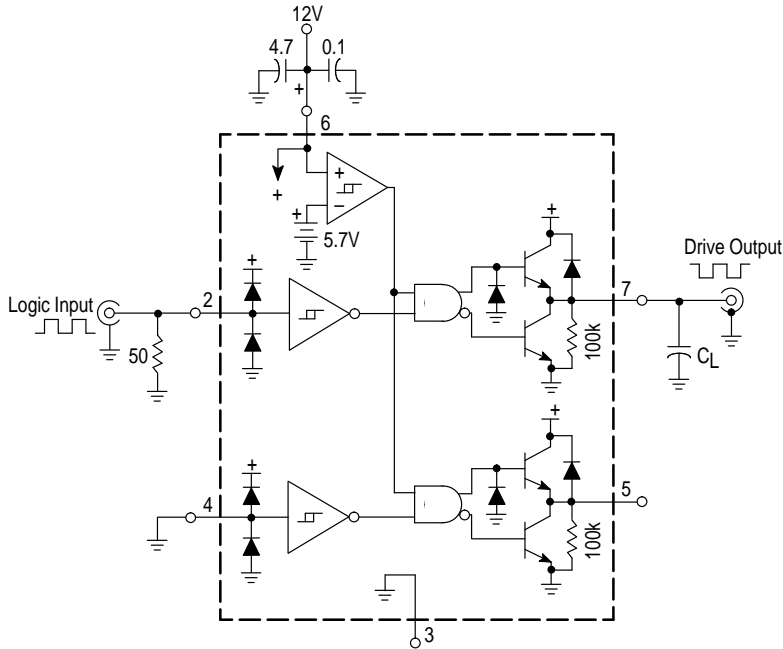 12V
4.7
0.1
+
6
+
+
−
+
5.7V
+
+
Drive Output
Logic Input
2
7
50
100k
CL
+
+
4
5
100k
3